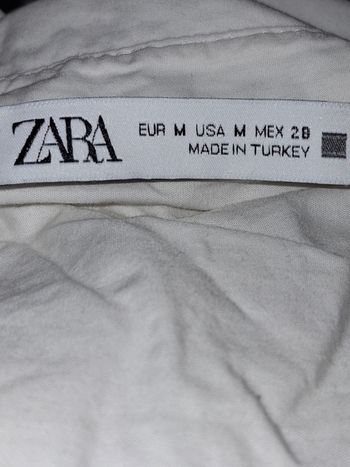 ZARA
EUR M USA M MEX 28
MADE IN TURKEY